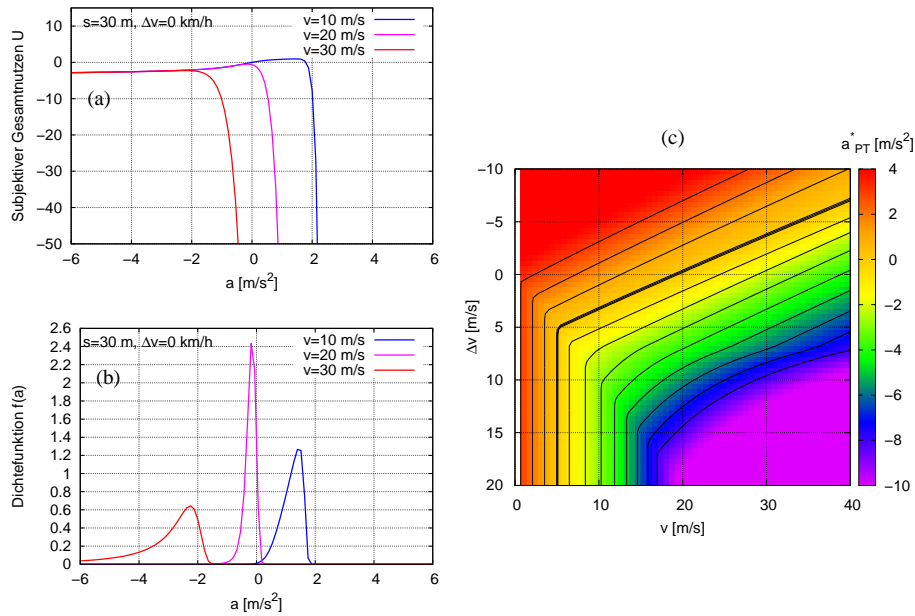 s=30 m, Δv=0 km/h
v=10 m/s
v=20 m/s
v=30 m/s
(a)
Subjektiver Gesamtnutzen U
10
0
−10
−20
−30
−40
−50
−6 −4 −2 0 2 4 6
a [m/s²]
s=30 m, Δv=0 km/h
v=10 m/s
v=20 m/s
v=30 m/s
(b)
Dichtefunktion f(a)
2.6
2.4
2.2
2
1.8
1.6
1.4
1.2
1
0.8
0.6
0.4
0.2
0
−6 −4 −2 0 2 4 6
a [m/s²]
(c)
a*PT [m/s²]
Δv [m/s]
−10
−5
0
5
10
15
20
0 10 20 30 40
v [m/s]
4
2
0
−2
−4
−6
−8
−10